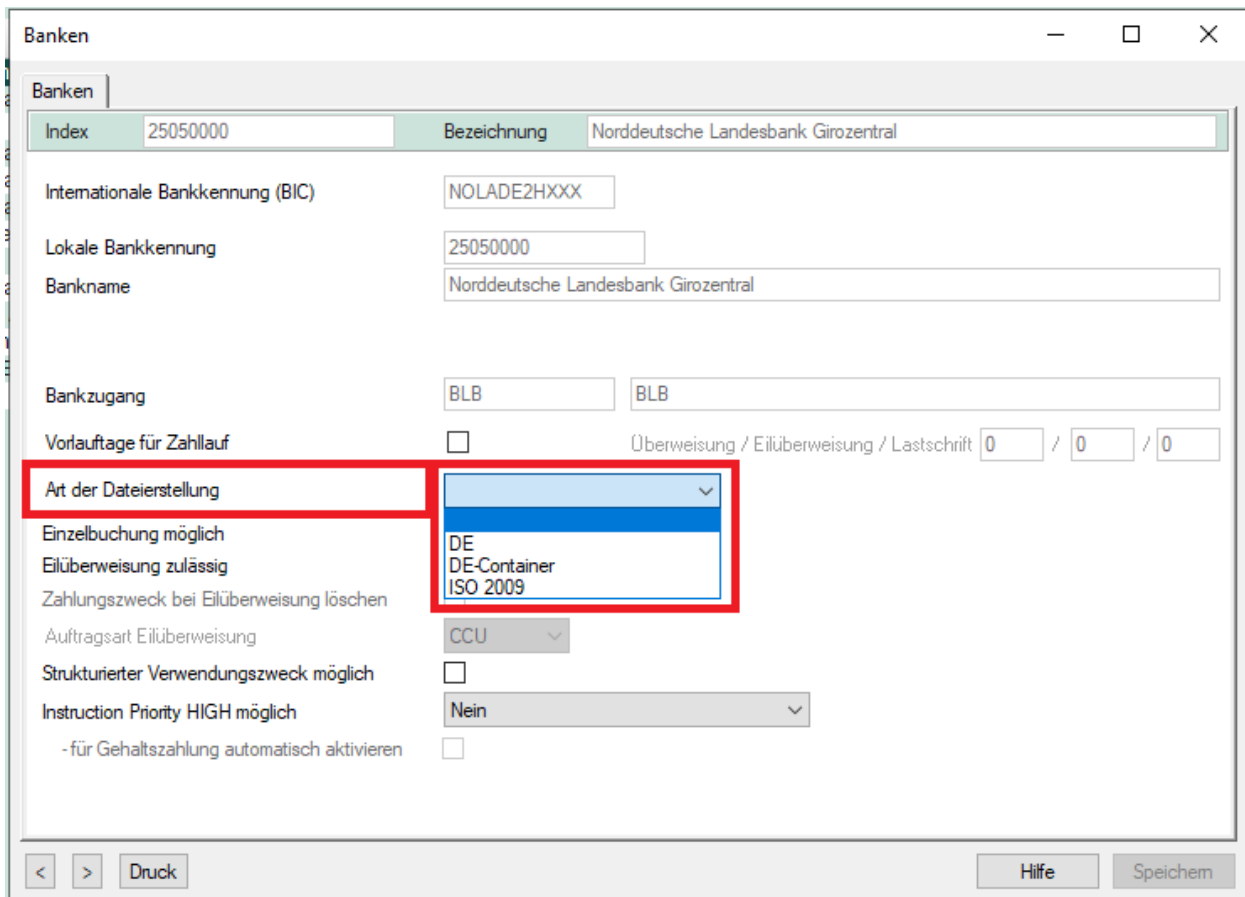 Banken
Banken
Index 25050000 Bezeichnung Norddeutsche Landesbank Girozentral
Internationale Bankkennung (BIC) NOLADE2HXXX
Lokale Bankkennung 25050000
Bankname Norddeutsche Landesbank Girozentral
Bankzugang BLB BLB
Vorlauftage für Zahllauf Überweisung / Eilüberweisung / Lastschrift 0 / 0 / 0
Art der Dateierstellung
Einzelbuchung möglich DE
Eilüberweisung zulässig DE-Container
Zahlungszweck bei Eilüberweisung löschen ISO 2009
Auftragsart Eilüberweisung CCU
Strukturierter Verwendungszweck möglich
Instruction Priority HIGH möglich Nein
- für Gehaltszahlung automatisch aktivieren
< > Druck Hilfe Speichern